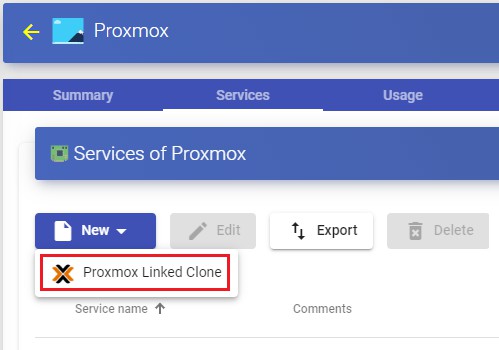 Proxmox
Summary Services Usage
Services of Proxmox
New Edit Export Delete
Proxmox Linked Clone
Service name Comments